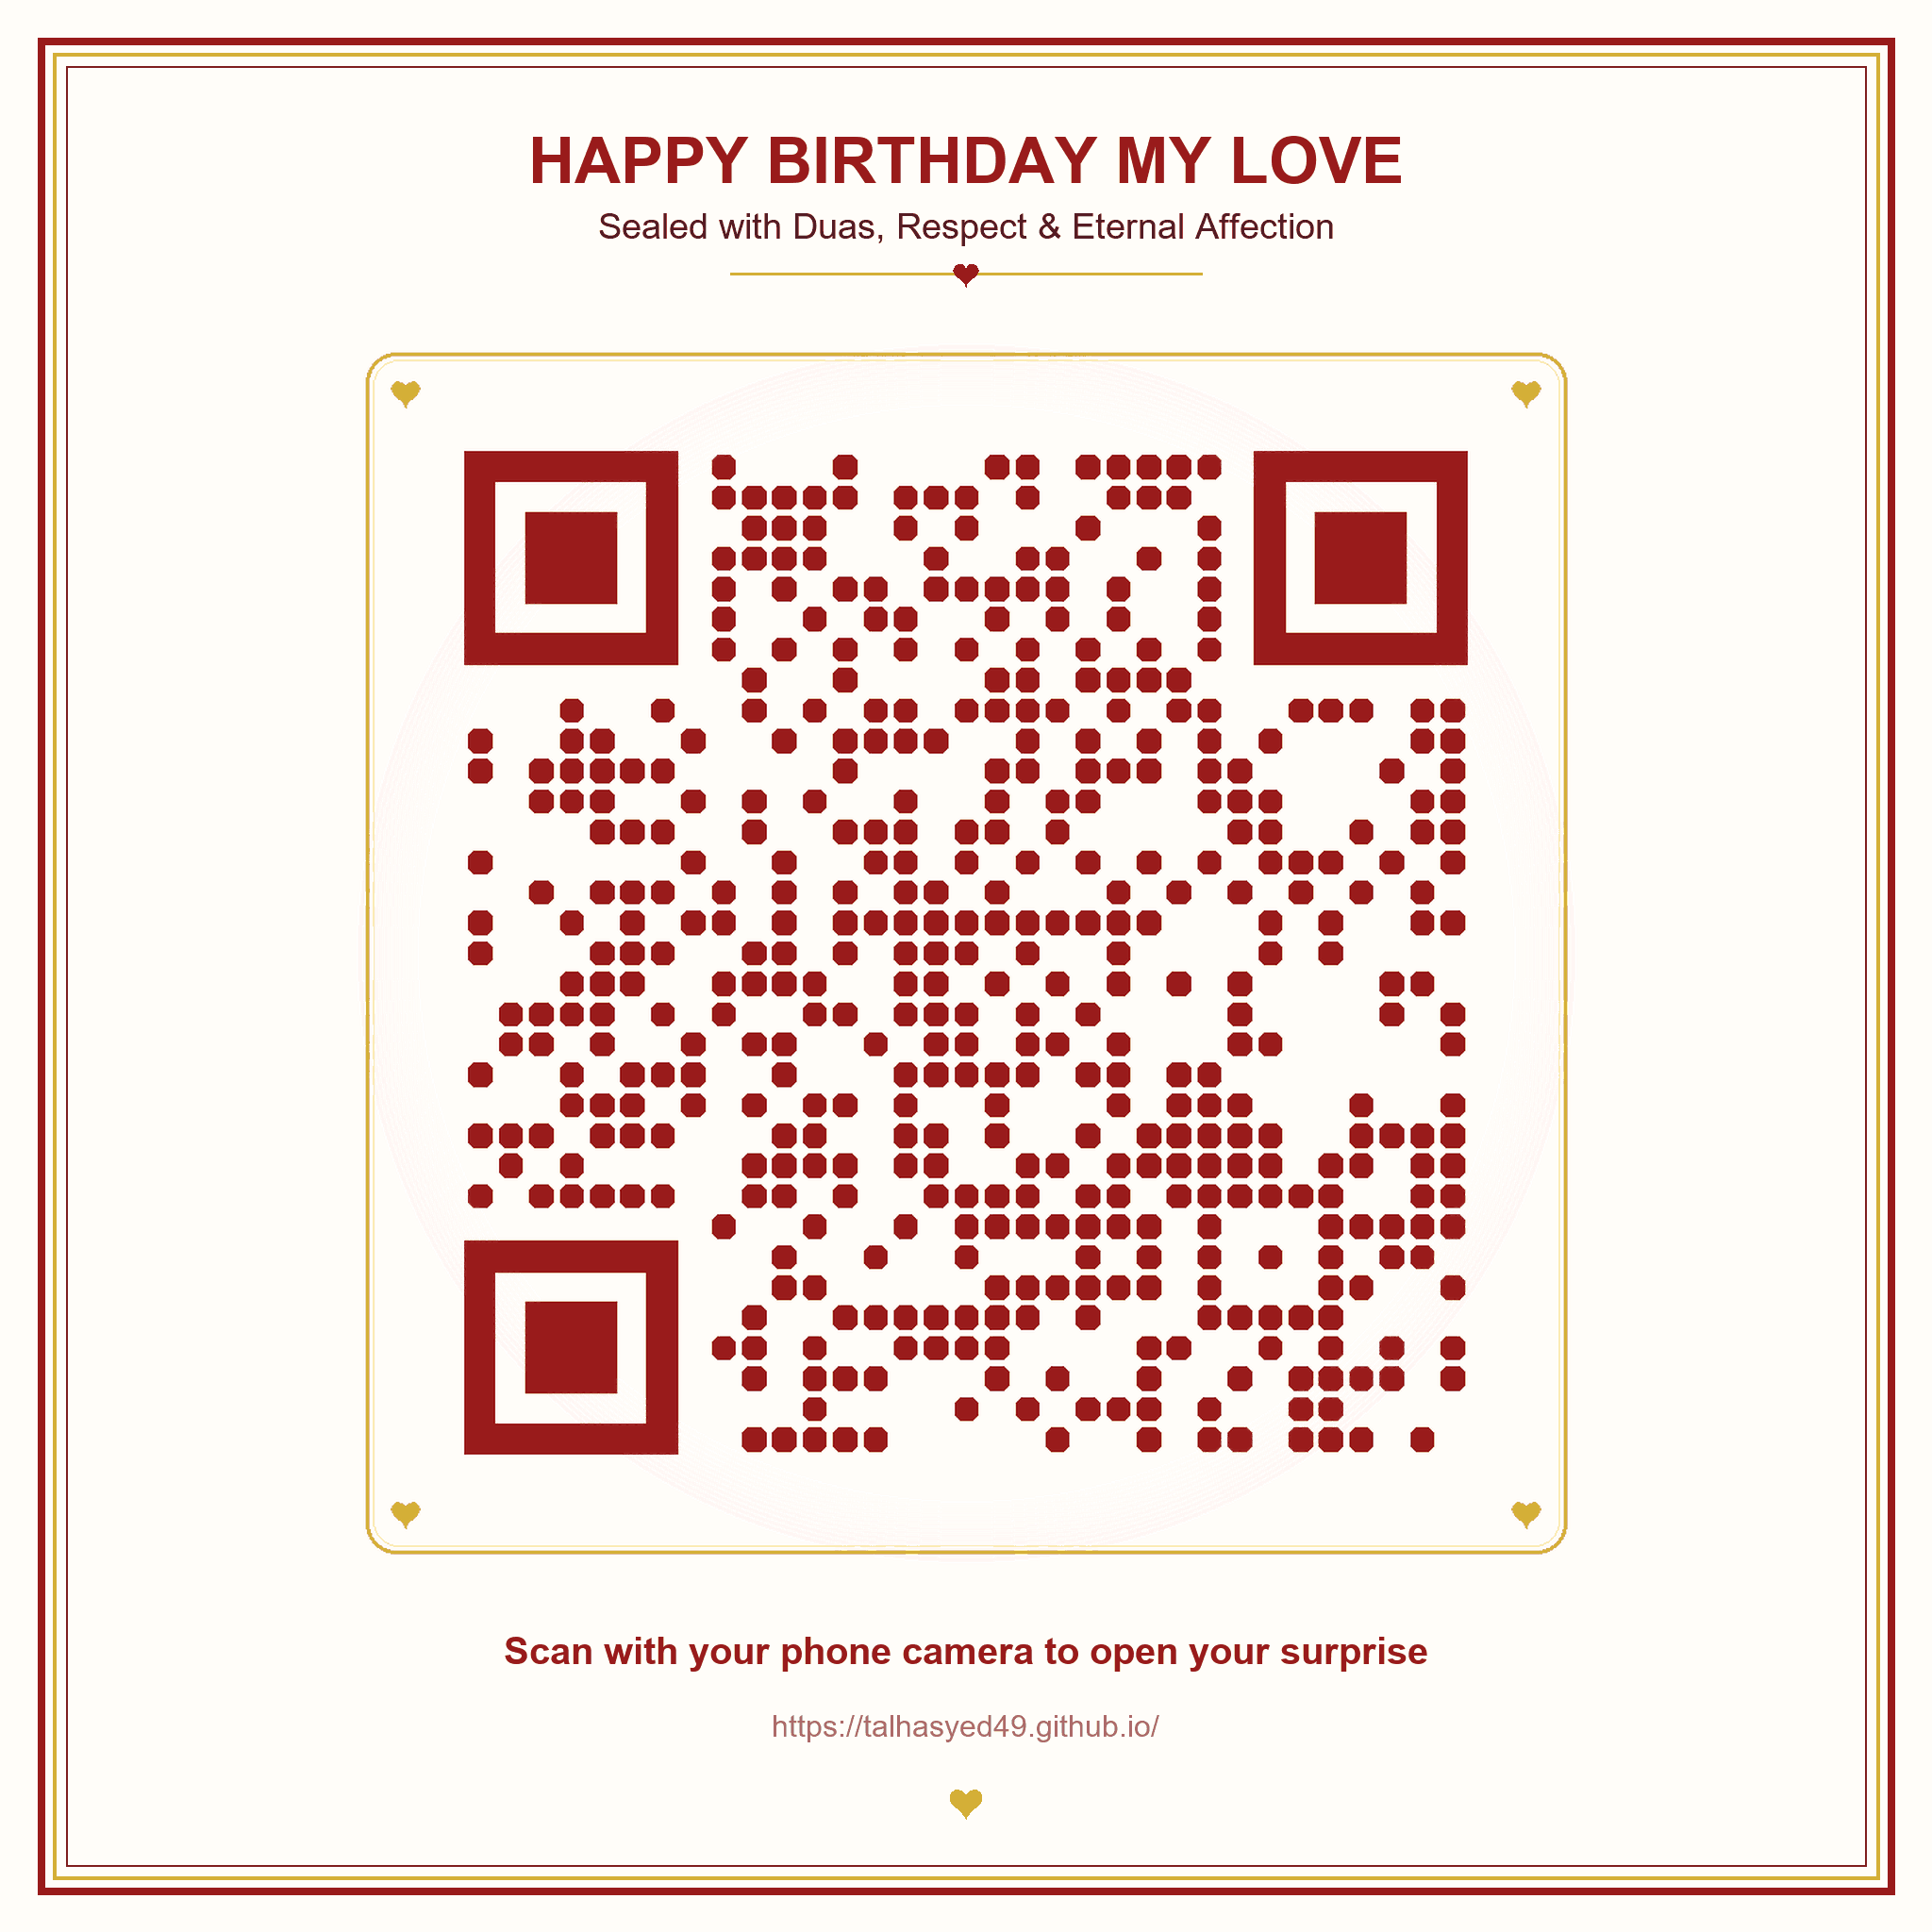 HAPPY BIRTHDAY MY LOVE
Sealed with Duas, Respect & Eternal Affection
Scan with your phone camera to open your surprise
https://talhasyed49.github.io/